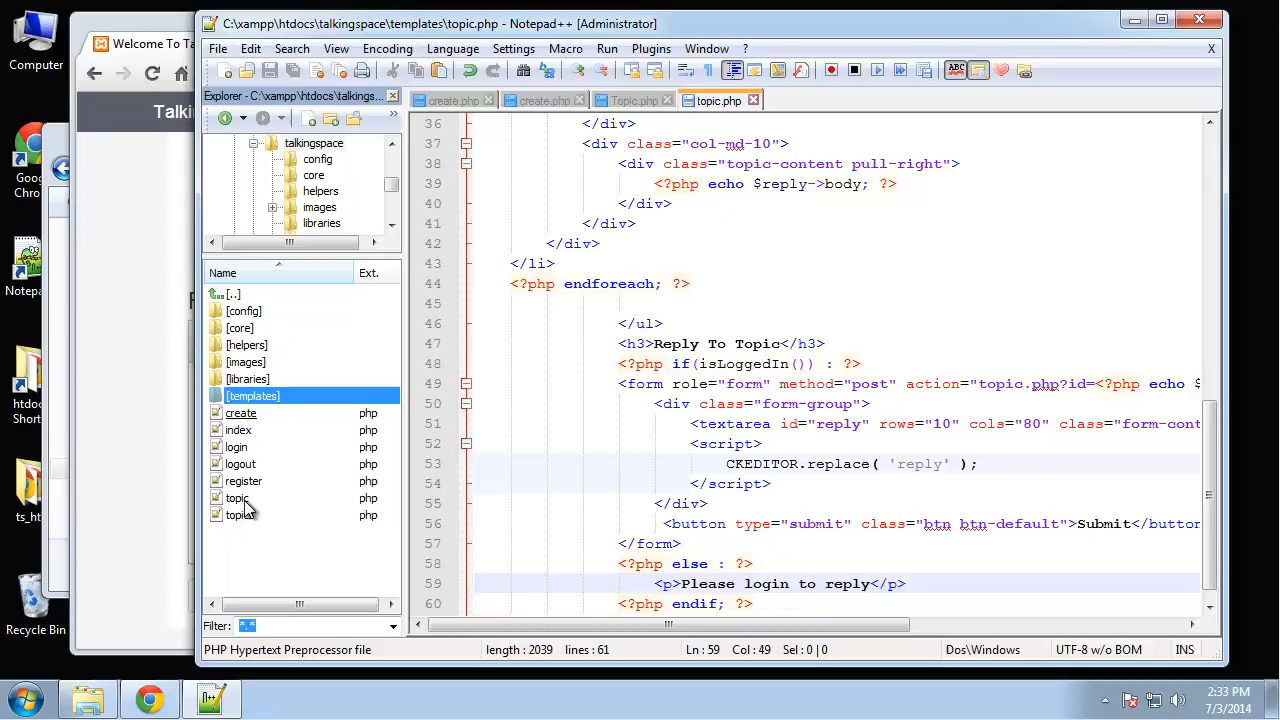 Computer
Goo
Chro
Notepa
htdoc
Short
ts_ht
Recycle Bin
Welcome To Ta
Talki
C:\xampp\htdocs\talkingspace\templates\topic.php - Notepad++ [Administrator]
File Edit Search View Encoding Language Settings Macro Run Plugins Window ? X
Explorer - C:\xampp\htdocs\talkings...
create.php create.php Topic.php topic.php
talkingspace
config
core
helpers
images
libraries
Name Ext.
[..]
[config]
[core]
[helpers]
[images]
[libraries]
[templates]
create php
index php
login php
logout php
register php
topic php
topic php
Filter: *.*
36 </div>
37 <div class="col-md-10">
38 <div class="topic-content pull-right">
39 <?php echo $reply->body; ?>
40 </div>
41 </div>
42 </div>
43 </li>
44 <?php endforeach; ?>
45
46 </ul>
47 <h3>Reply To Topic</h3>
48 <?php if(isLoggedIn()) : ?>
49 <form role="form" method="post" action="topic.php?id=<?php echo $
50 <div class="form-group">
51 <textarea id="reply" rows="10" cols="80" class="form-cont
52 <script>
53 CKEDITOR.replace( 'reply' );
54 </script>
55 </div>
56 <button type="submit" class="btn btn-default">Submit</button
57 </form>
58 <?php else : ?>
59 <p>Please login to reply</p>
60 <?php endif; ?>
PHP Hypertext Preprocessor file length : 2039 lines : 61 Ln : 59 Col : 49 Sel : 0 | 0 Dos\Windows UTF-8 w/o BOM INS
2:33 PM
7/3/2014